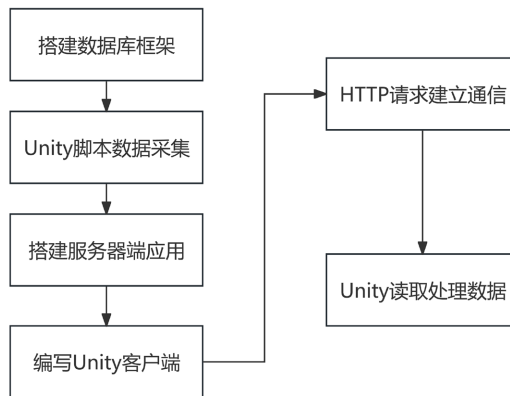 搭建数据库框架
Unity脚本数据采集
搭建服务器端应用
编写Unity客户端
HTTP请求建立通信
Unity读取处理数据